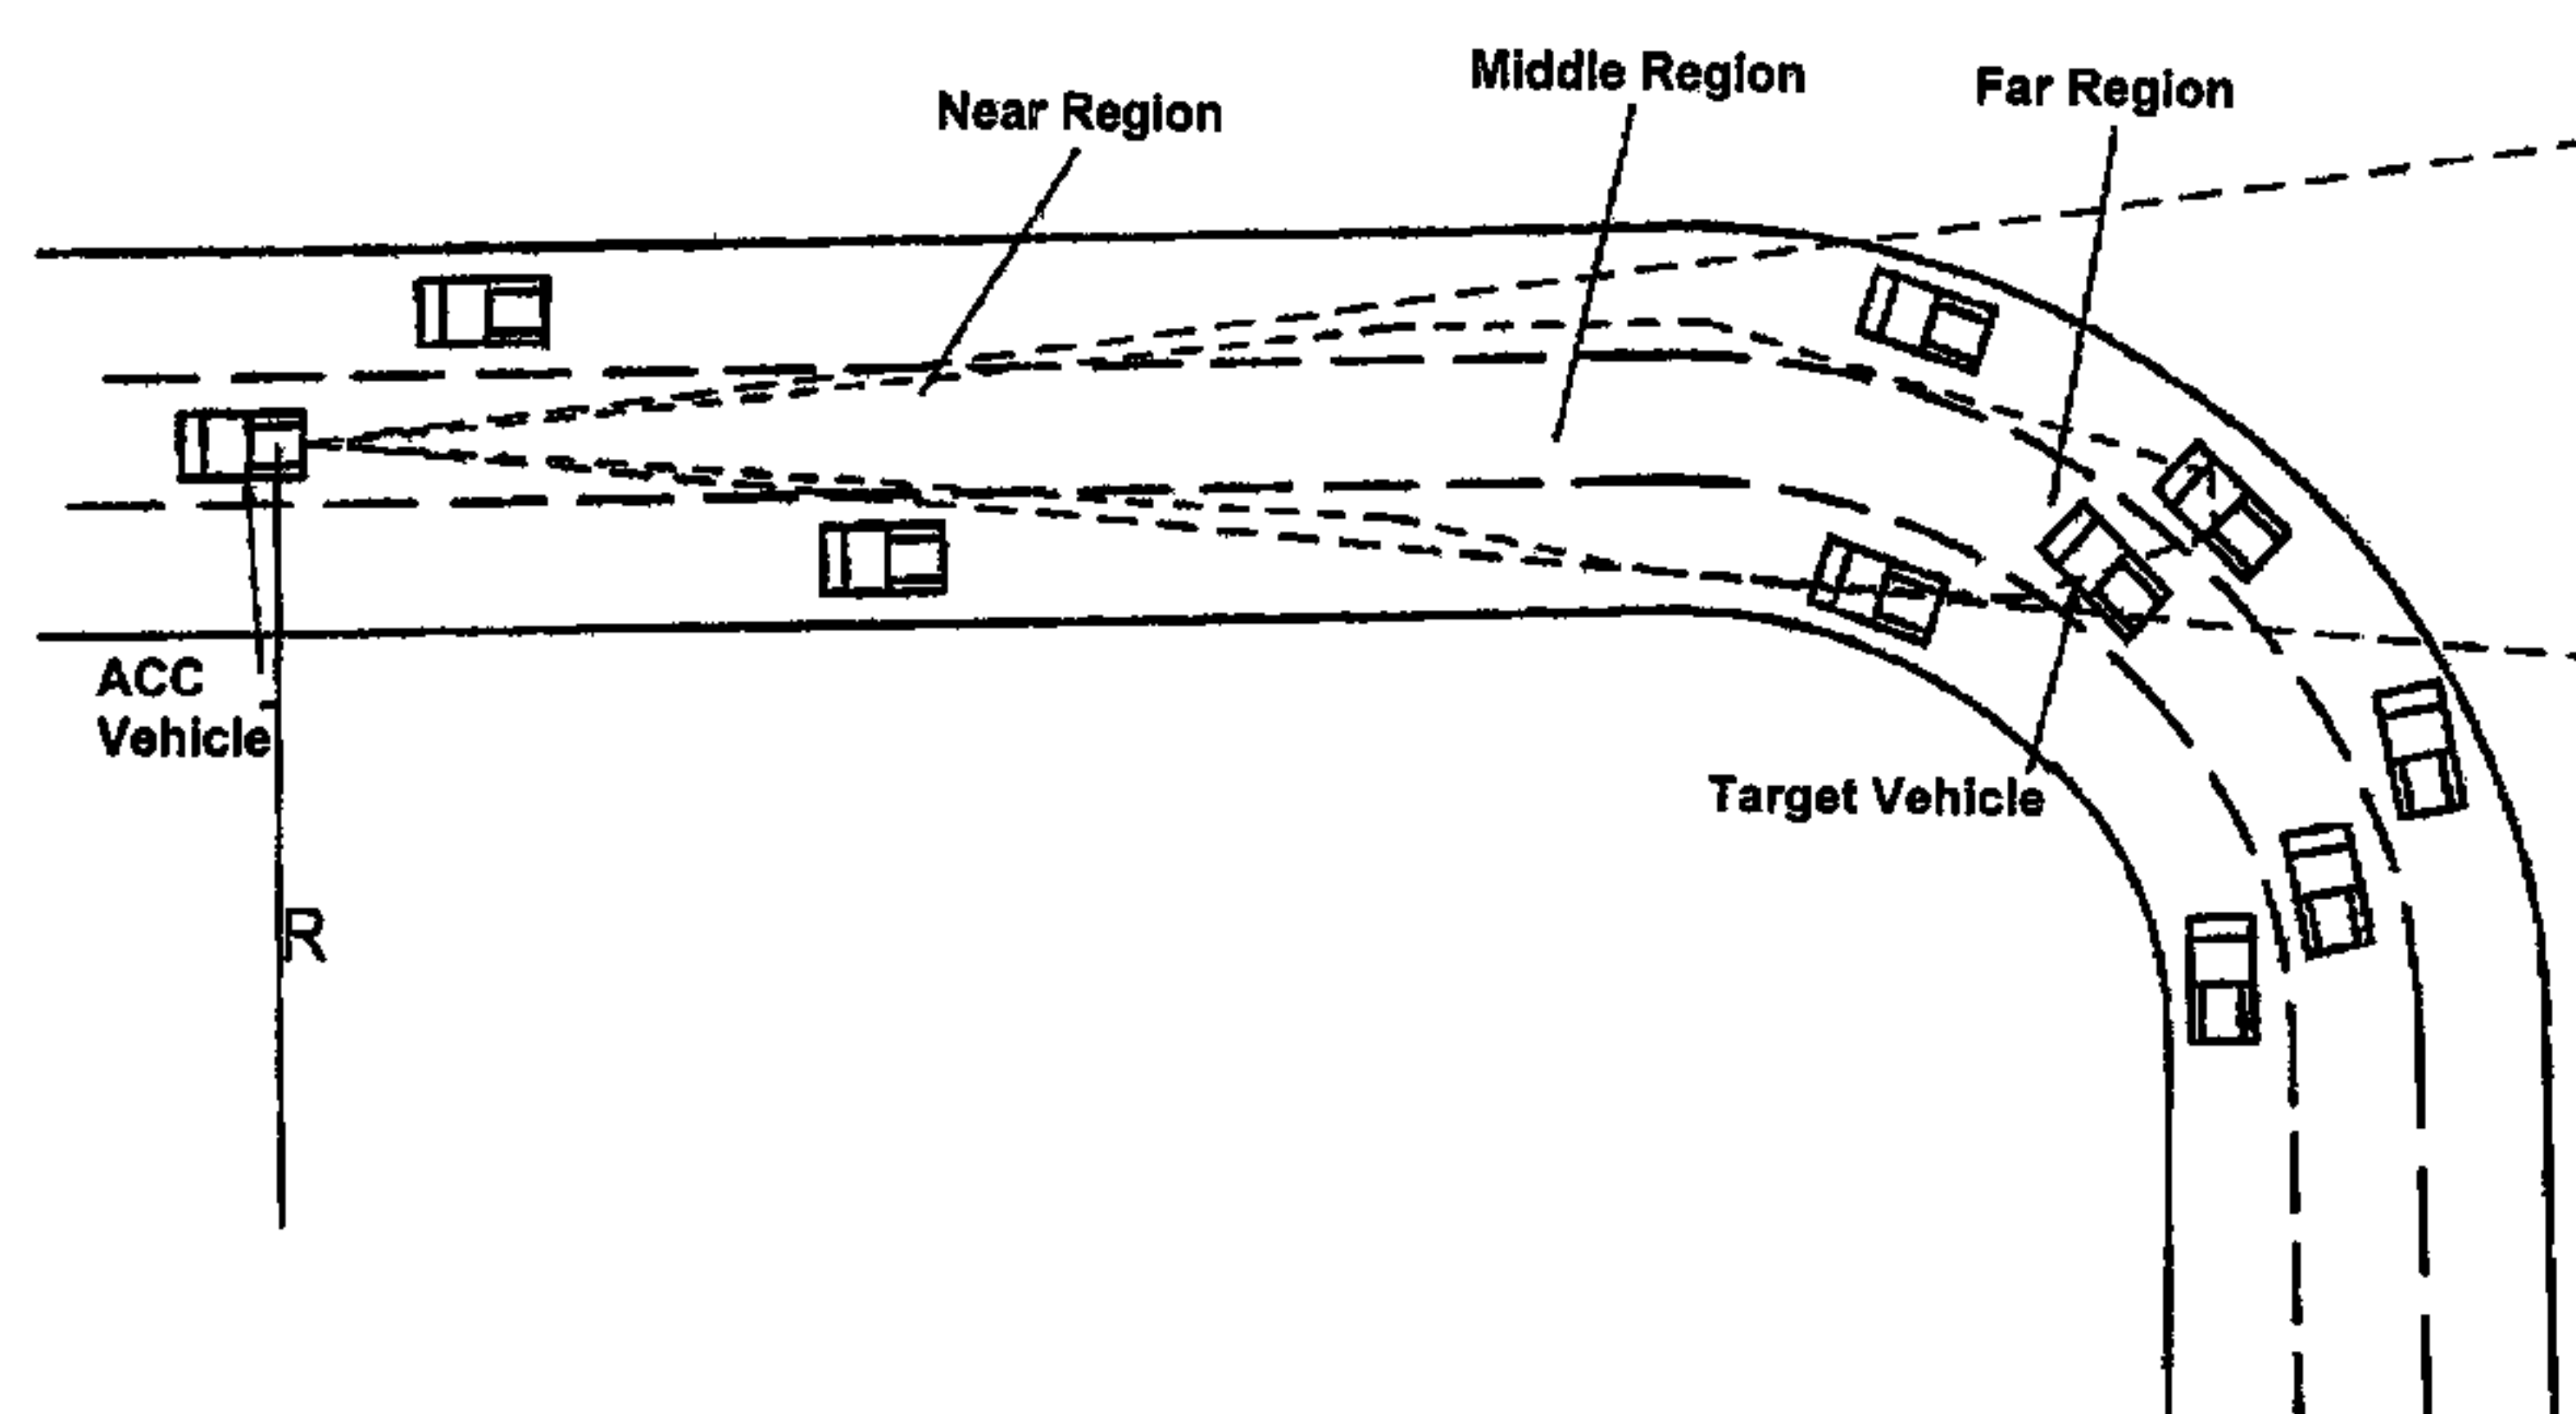 Near Region
Middle Region
Far Region
ACC
Vehicle
Target Vehicle
R